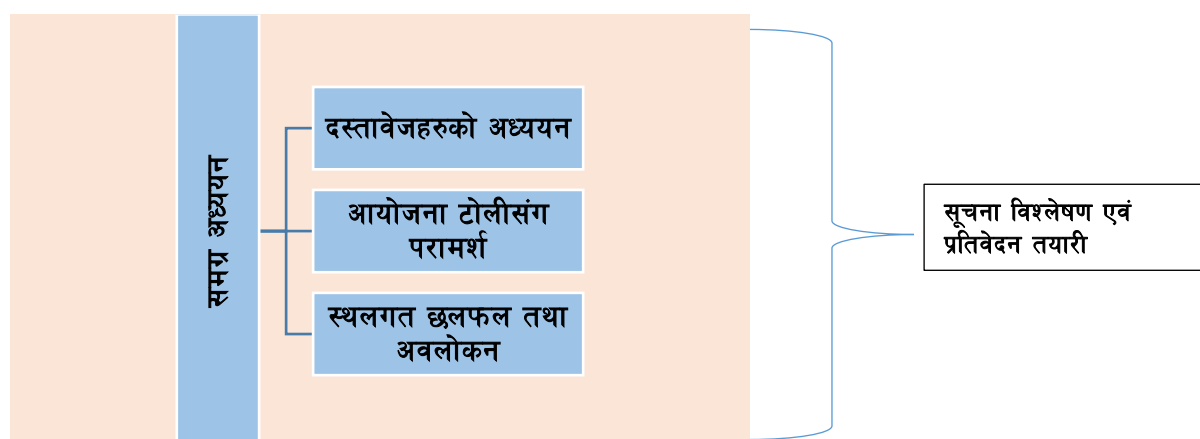 समग्र अध्ययन
दस्तावेजहरुको अध्ययन
आयोजना टोलीसंग
परामर्श
स्थलगत छलफल तथा
अवलोकन
सूचना विश्लेषण एवं
प्रतिवेदन तयारी